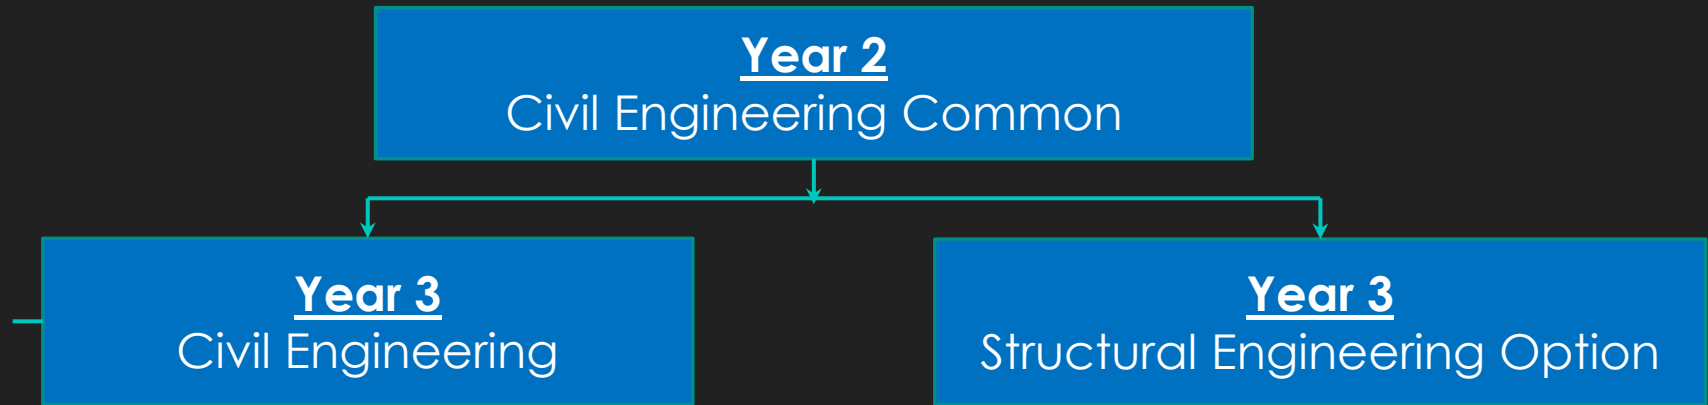 Year 2
Civil Engineering Common
Year 3
Civil Engineering
Year 3
Structural Engineering Option